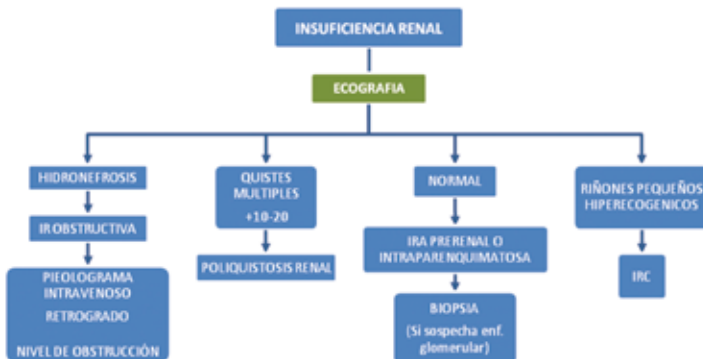 INSUFICIENCIA RENAL
ECOGRAFIA
HIDRONEFROSIS
IR OBSTRUCTIVA
PIELOGRAMA
INTRAVENOSO
RETROGRADO
NIVEL DE OBSTRUCCIÓN
QUISTES
MULTIPLES
+10-20
POLIQUISTOSIS RENAL
NORMAL
IRA PRERENAL O
INTRAPARENQUIMATOSA
BIOPSIA
(Si sospecha enf.
glomerular)
RIÑONES PEQUEÑOS
HIPERECOGENICOS
IRC